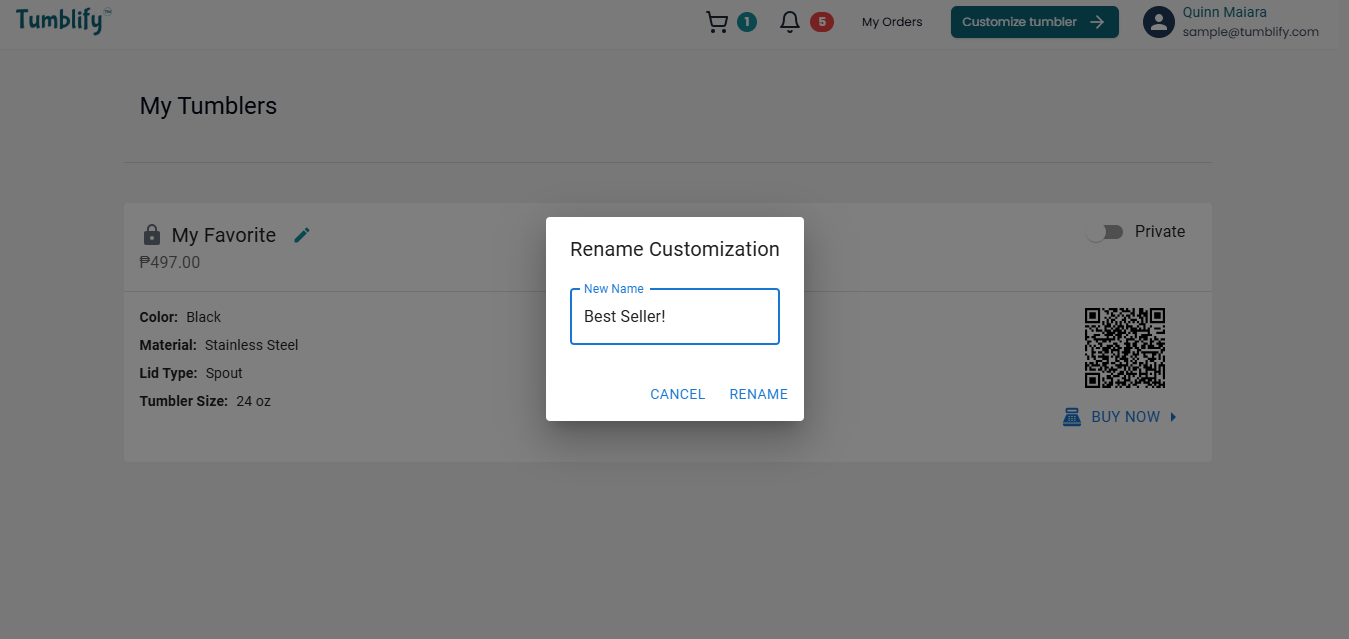 Tumblify™
1
5
My Orders
Customize tumbler
Quinn Maiara
sample@tumblify.com
My Tumblers
My Favorite
₱497.00
Private
Color: Black
Material: Stainless Steel
Lid Type: Spout
Tumbler Size: 24 oz
BUY NOW
Rename Customization
New Name
Best Seller!
CANCEL
RENAME